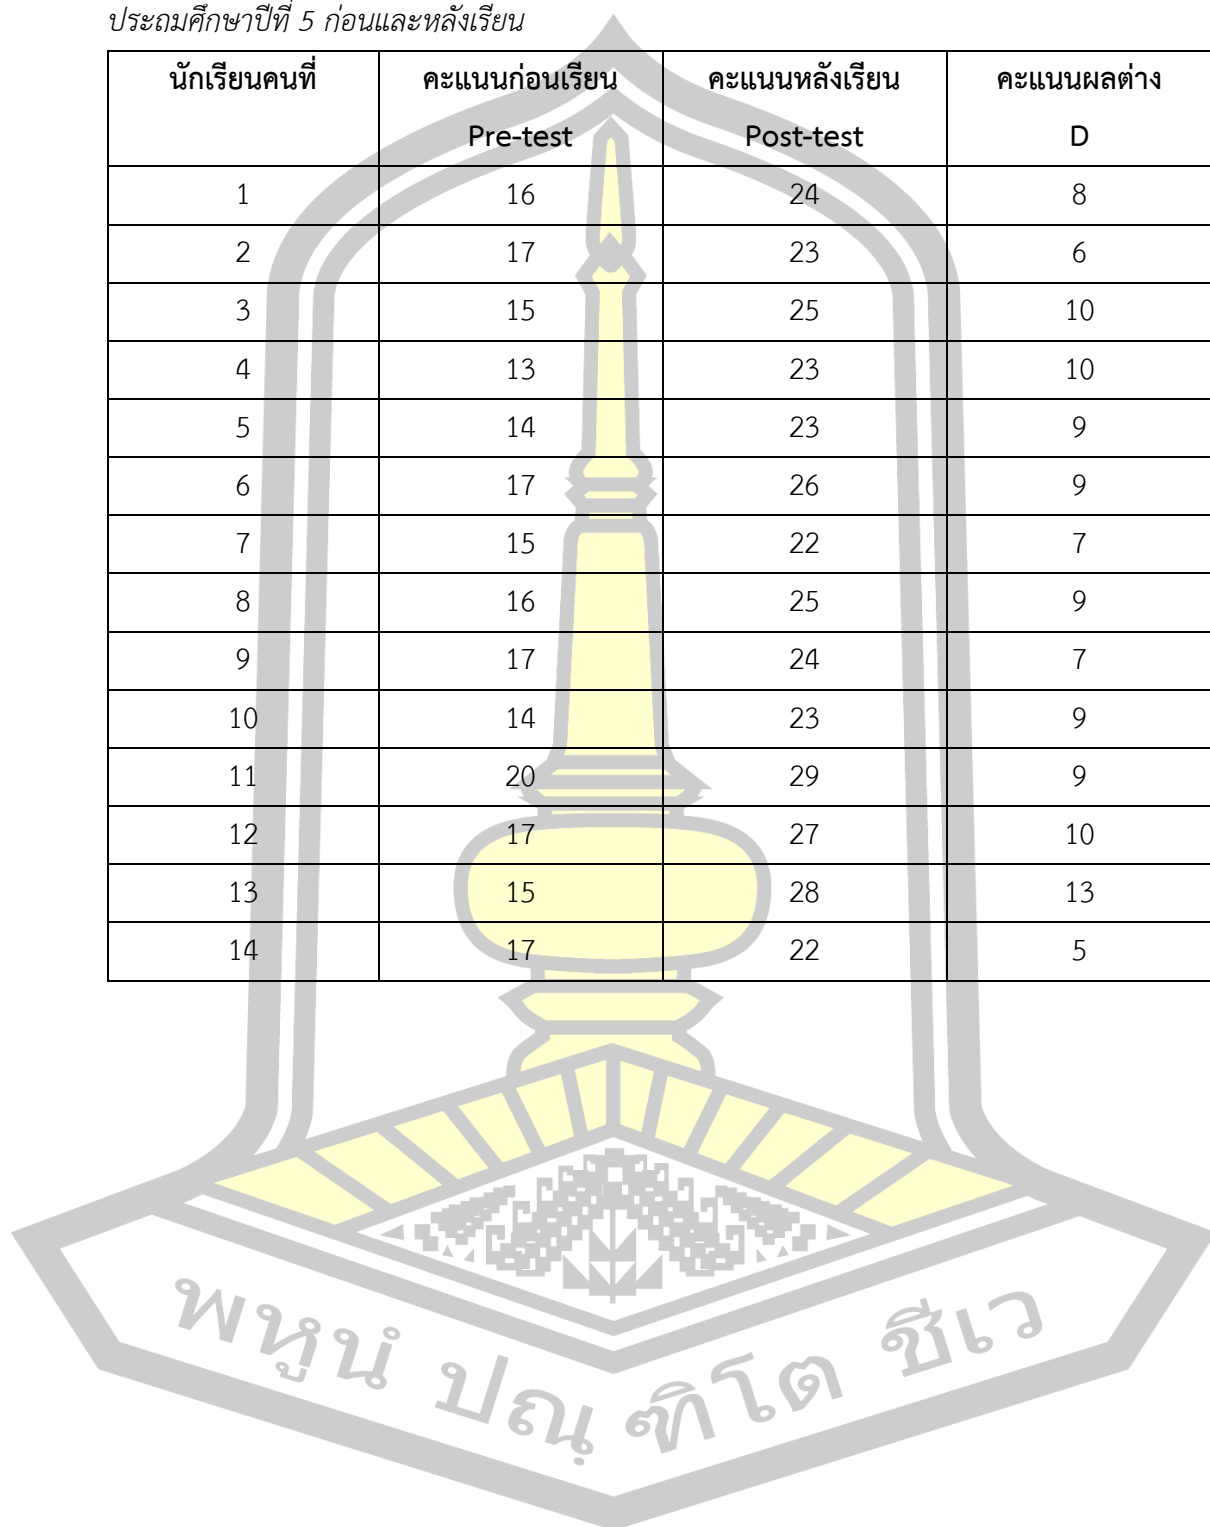 ประถมศึกษาปีที่ 5 ก่อนและหลังเรียน
นักเรียนคนที่ คะแนนก่อนเรียน คะแนนหลังเรียน คะแนนผลต่าง
Pre-test Post-test D
1 16 24 8
2 17 23 6
3 15 25 10
4 13 23 10
5 14 23 9
6 17 26 9
7 15 22 7
8 16 25 9
9 17 24 7
10 14 23 9
11 20 29 9
12 17 27 10
13 15 28 13
14 17 22 5
พหูนํ ปณฺฑิโต ชีเว